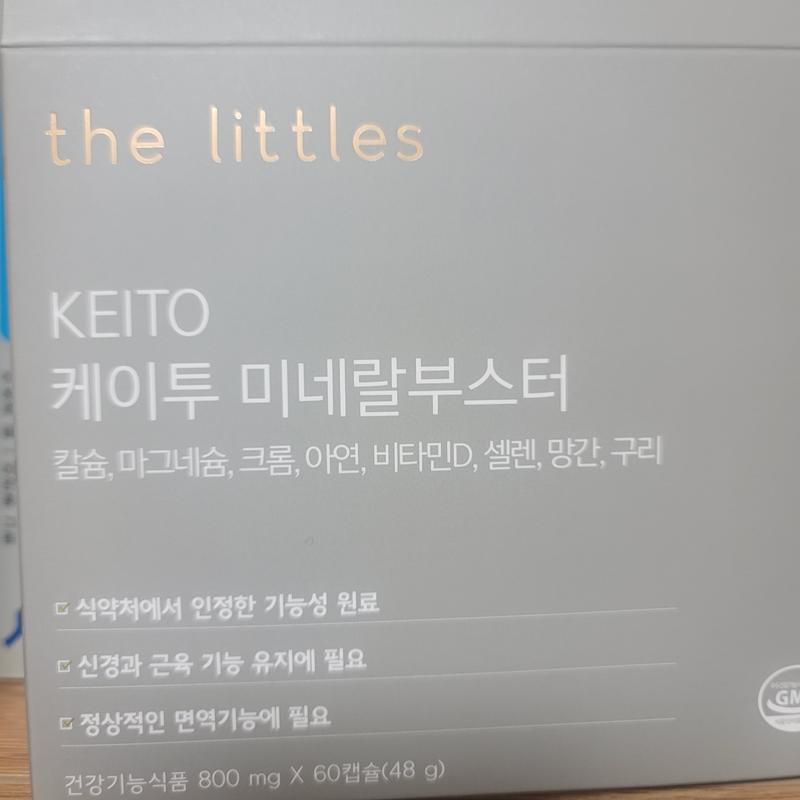 the littles
KEITO
케이투 미네랄부스터
칼슘, 마그네슘, 크롬, 아연, 비타민D, 셀렌, 망간, 구리
식약처에서 인정한 기능성 원료
신경과 근육 기능 유지에 필요
정상적인 면역기능에 필요
건강기능식품 800 mg X 60캡슐(48 g)
GM